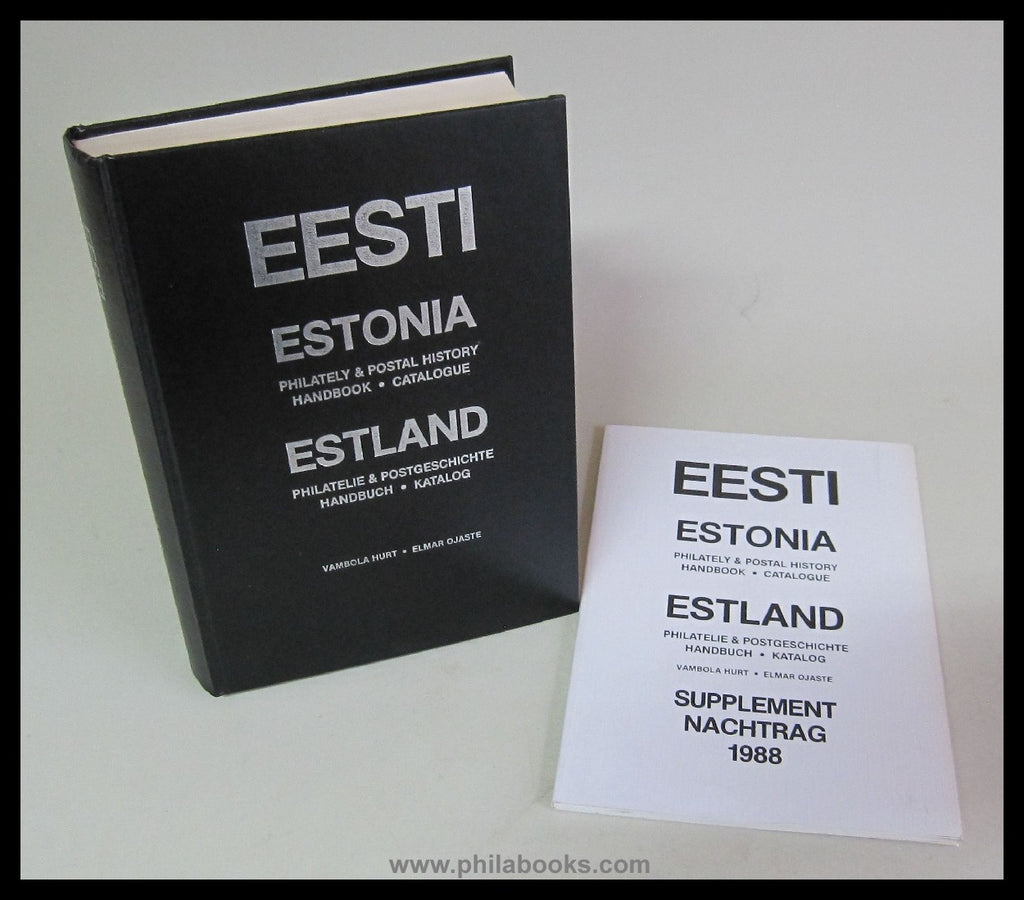 EESTI
ESTONIA
PHILATELY & POSTAL HISTORY
HANDBOOK • CATALOGUE
ESTLAND
PHILATELIE & POSTGESCHICHTE
HANDBUCH • KATALOG
VAMBOLA HURT • ELMAR OJASTE
EESTI
ESTONIA
PHILATELY & POSTAL HISTORY
HANDBOOK • CATALOGUE
ESTLAND
PHILATELIE & POSTGESCHICHTE
HANDBUCH • KATALOG
VAMBOLA HURT • ELMAR OJASTE
SUPPLEMENT
NACHTRAG
1988
www.philabooks.com